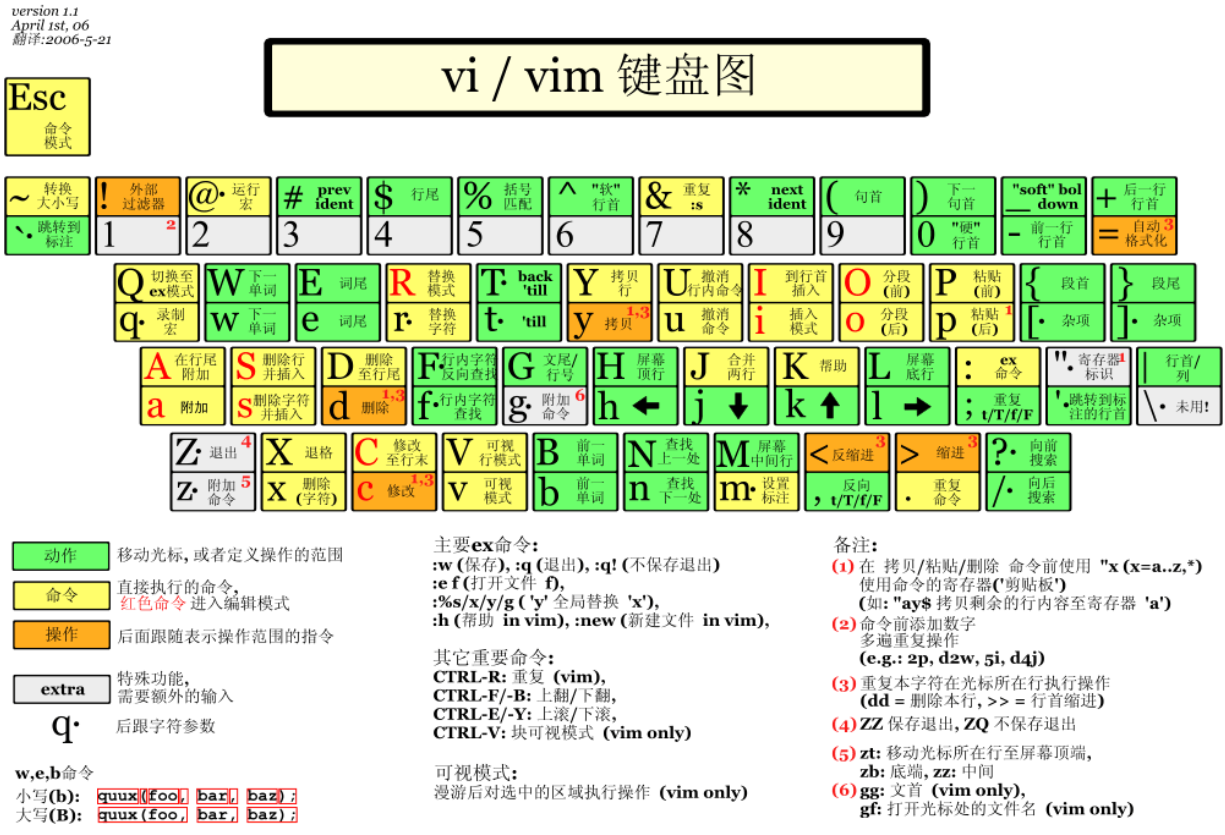 version 1.1
April 1st, 06
翻译:2006-5-21
vi / vim 键盘图
Esc
命令
模式
~ 转换
大小写
! 外部
过滤器
@· 运行
宏
# prev
ident
$ 行尾
% 括号
匹配
^ "软"
行首
& 重复
:s
* next
ident
( 句首
) 下一
句首
"soft" bol
_ down
+ 后一行
行首
`· 跳转到
标注
1 2
2
3
4
5
6
7
8
9
0 "硬"
行首
- 前一行
行首
= 自动 3
格式化
Q 切换至
ex模式
W 下一
单词
E 词尾
R 替换
模式
T· back
'till
Y 拷贝
行
U 撤消
行内命令
I 到行首
插入
O 分段
(前)
P 粘贴
(前)
{ 段首
} 段尾
q· 录制
宏
w 下一
单词
e 词尾
r· 替换
字符
t· 'till
y 拷贝 1,3
u 撤消
命令
i 插入
模式
o 分段
(后)
p 粘贴 1
(后)
[· 杂项
]· 杂项
A 在行尾
附加
S 删除行
并插入
D 删除
至行尾
F· 行内字符
反向查找
G 文尾/
行号
H 屏幕
顶行
J 合并
两行
K 帮助
L 屏幕
底行
: ex
命令
"· 寄存器 1
标识
| 行首/
列
a 附加
s 删除字符
并插入
d 删除 1,3
f· 行内字符
查找
g· 附加 6
命令
h ←
j ↓
k ↑
l →
; 重复
t/T/f/F
'· 跳转到标
注的行首
\· 未用!
Z· 退出 4
X 退格
C 修改
至行末
V 可视
行模式
B 前一
单词
N 查找
上一处
M 屏幕
中间行
< 反缩进 3
> 缩进 3
?· 向前
搜索
z· 附加 5
命令
x 删除
(字符)
c 修改 1,3
v 可视
模式
b 前一
单词
n 查找
下一处
m· 设置
标注
, 反向
t/T/f/F
. 重复
命令
/· 向后
搜索
动作 移动光标, 或者定义操作的范围
命令 直接执行的命令,
红色命令 进入编辑模式
操作 后面跟随表示操作范围的指令
extra 特殊功能,
需要额外的输入
q· 后跟字符参数
w,e,b命令
小写(b): quux(foo, bar, baz);
大写(B): quux(foo, bar, baz);
主要ex命令:
:w (保存), :q (退出), :q! (不保存退出)
:e f (打开文件 f),
:%s/x/y/g ( 'y' 全局替换 'x'),
:h (帮助 in vim), :new (新建文件 in vim),
其它重要命令:
CTRL-R: 重复 (vim),
CTRL-F/-B: 上翻/下翻,
CTRL-E/-Y: 上滚/下滚,
CTRL-V: 块可视模式 (vim only)
可视模式:
漫游后对选中的区域执行操作 (vim only)
备注:
(1) 在 拷贝/粘贴/删除 命令前使用 "x (x=a..z,*)
使用命令的寄存器('剪贴板')
(如: "ay$ 拷贝剩余的行内容至寄存器 'a')
(2) 命令前添加数字
多遍重复操作
(e.g.: 2p, d2w, 5i, d4j)
(3) 重复本字符在光标所在行执行操作
(dd = 删除本行, >> = 行首缩进)
(4) ZZ 保存退出, ZQ 不保存退出
(5) zt: 移动光标所在行至屏幕顶端,
zb: 底端, zz: 中间
(6) gg: 文首 (vim only),
gf: 打开光标处的文件名 (vim only)